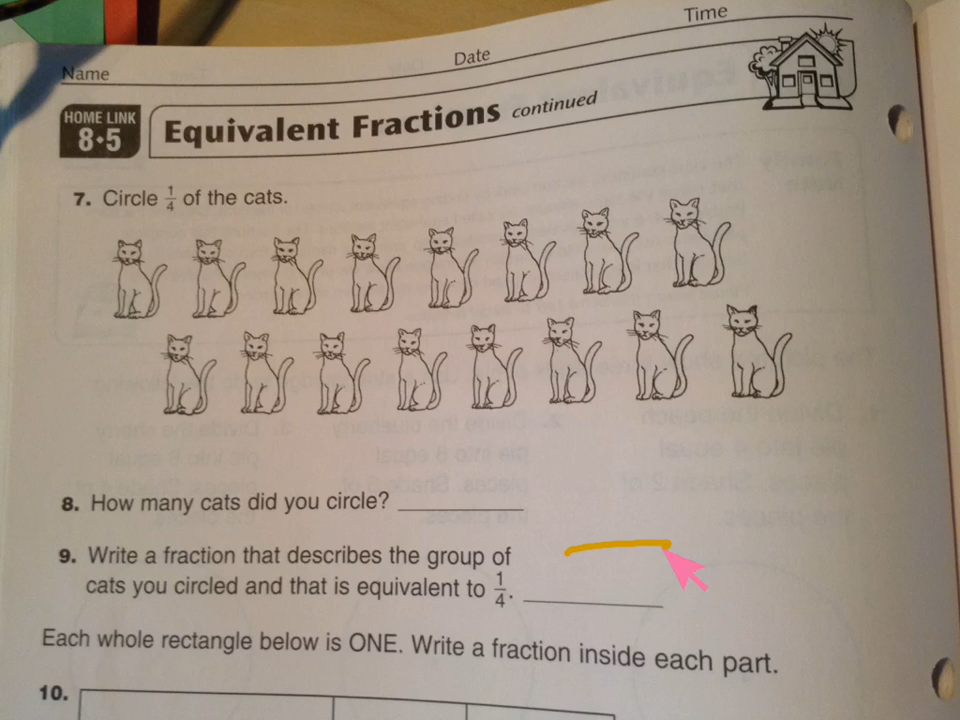 Time
Date
Name
HOME LINK
8•5
Equivalent Fractions continued
7. Circle 1/4 of the cats.
8. How many cats did you circle? ________
9. Write a fraction that describes the group of
cats you circled and that is equivalent to 1/4. ________
Each whole rectangle below is ONE. Write a fraction inside each part.
10.